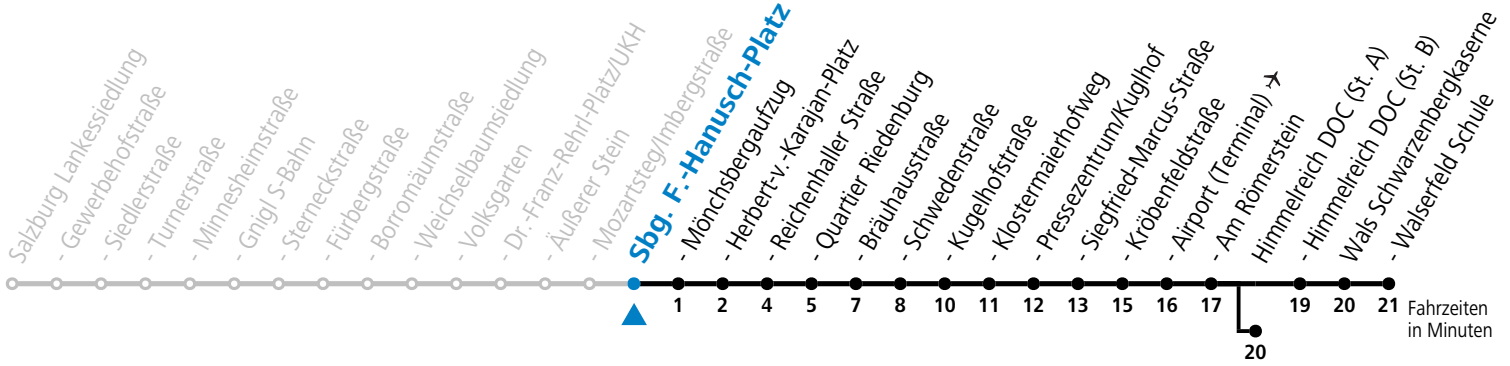 Salzburg Lankessiedlung
- Gewerbehofstraße
- Siedlerstraße
- Turnerstraße
- Minnesheimstraße
- Gnigl S-Bahn
- Sterneckstraße
- Fürbergstraße
- Borromäumstraße
- Weichselbaumsiedlung
- Volksgarten
- Dr.-Franz-Rehrl-Platz/UKH
- Äußerer Stein
- Mozartsteg/Imbergstraße
Sbg. F.-Hanusch-Platz
- Mönchsbergaufzug
- Herbert-v.-Karajan-Platz
- Reichenhaller Straße
- Quartier Riedenburg
- Bräuhausstraße
- Schwedenstraße
- Kugelhofstraße
- Klostermaierhofweg
- Pressezentrum/Kuglhof
- Siegfried-Marcus-Straße
- Kröbenfeldstraße
- Airport (Terminal)
- Am Römerstein
Himmelreich DOC (St. A)
- Himmelreich DOC (St. B)
Wals Schwarzenbergkaserne
- Walserfeld Schule
1 2 4 5 7 8 10 11 12 13 15 16 17 19 20 21 Fahrzeiten
in Minuten
20